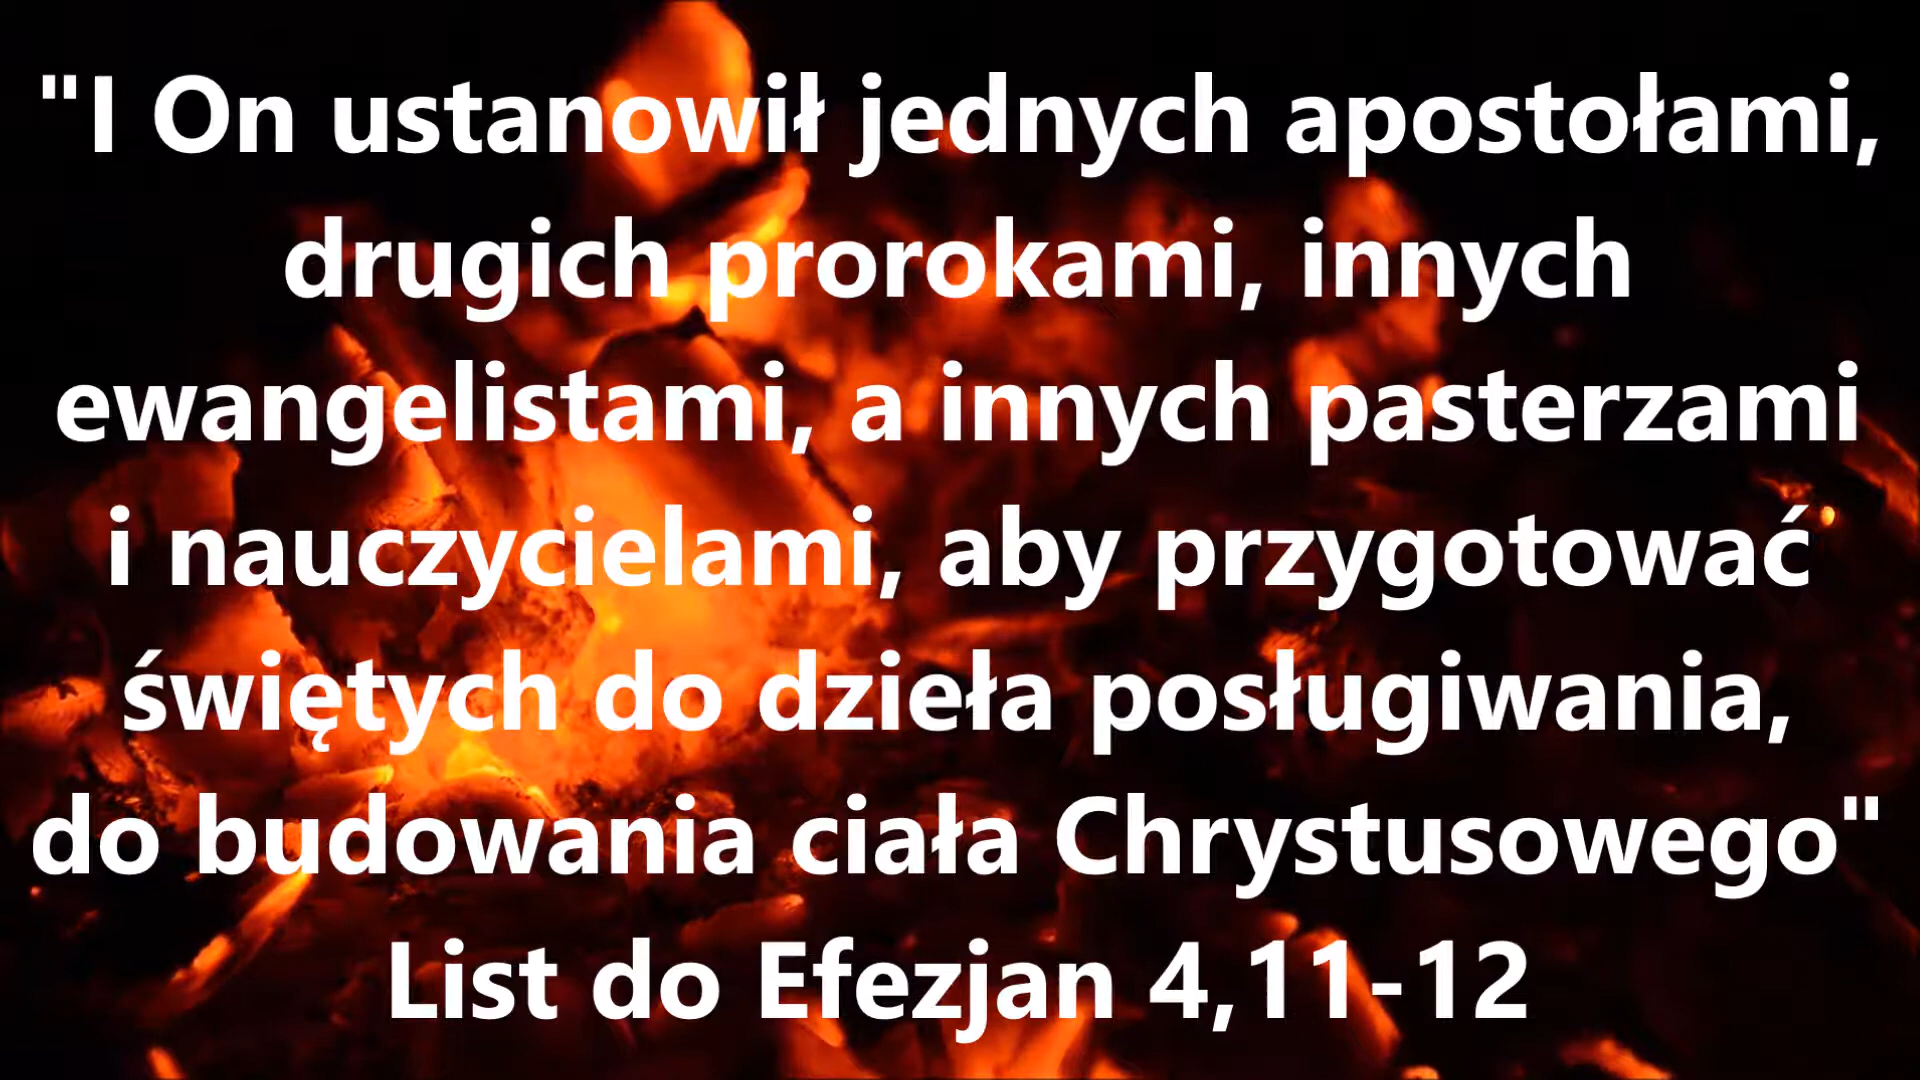 "I On ustanowił jednych apostołami,
drugich prorokami, innych
ewangelistami, a innych pasterzami
i nauczycielami, aby przygotować
świętych do dzieła posługiwania,
do budowania ciała Chrystusowego"
List do Efezjan 4,11-12